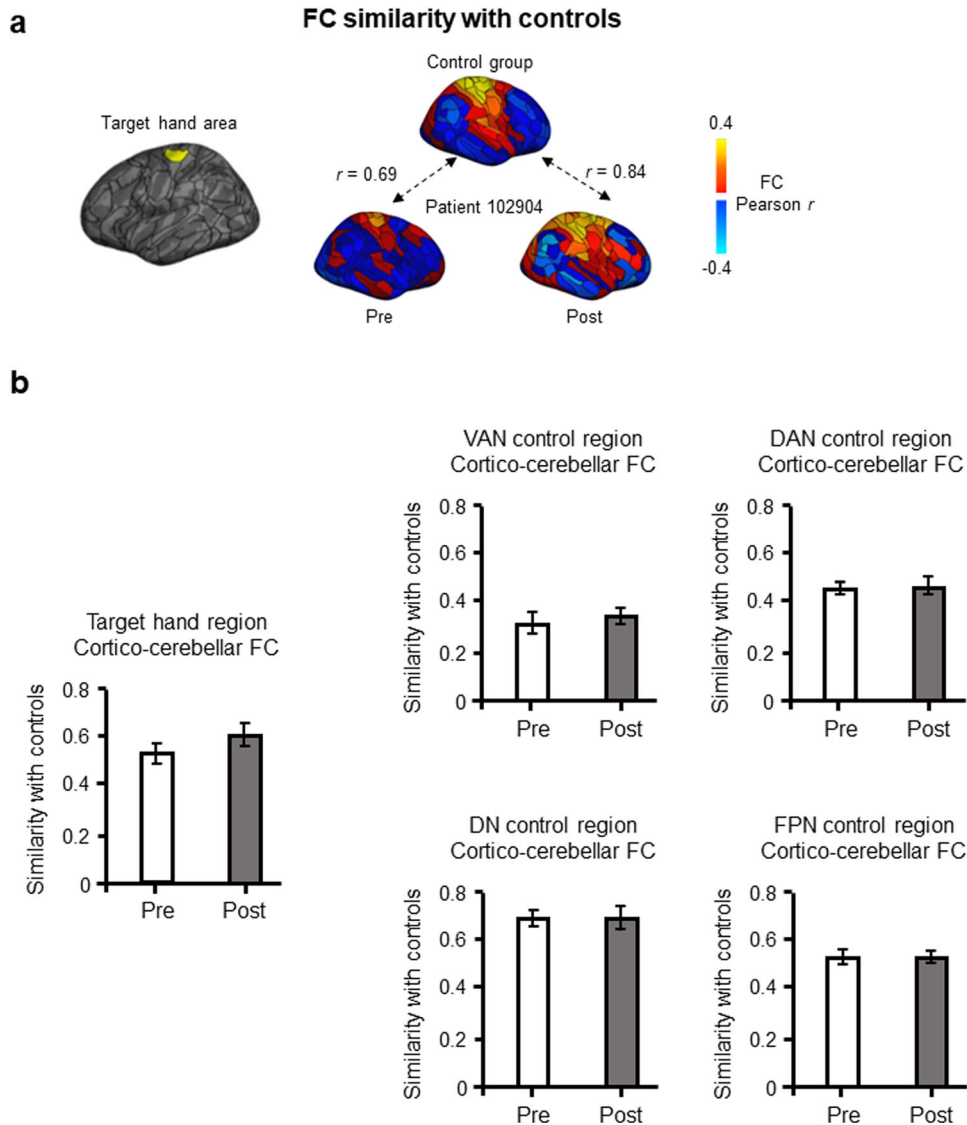 a
FC similarity with controls
Control group
Target hand area
r = 0.69
r = 0.84
Patient 102904
Pre
Post
0.4
FC
Pearson r
-0.4
b
Target hand region
Cortico-cerebellar FC
Similarity with controls
0.8
0.6
0.4
0.2
0
Pre
Post
VAN control region
Cortico-cerebellar FC
Similarity with controls
0.8
0.6
0.4
0.2
0
Pre
Post
DAN control region
Cortico-cerebellar FC
Similarity with controls
0.8
0.6
0.4
0.2
0
Pre
Post
DN control region
Cortico-cerebellar FC
Similarity with controls
0.8
0.6
0.4
0.2
0
Pre
Post
FPN control region
Cortico-cerebellar FC
Similarity with controls
0.8
0.6
0.4
0.2
0
Pre
Post